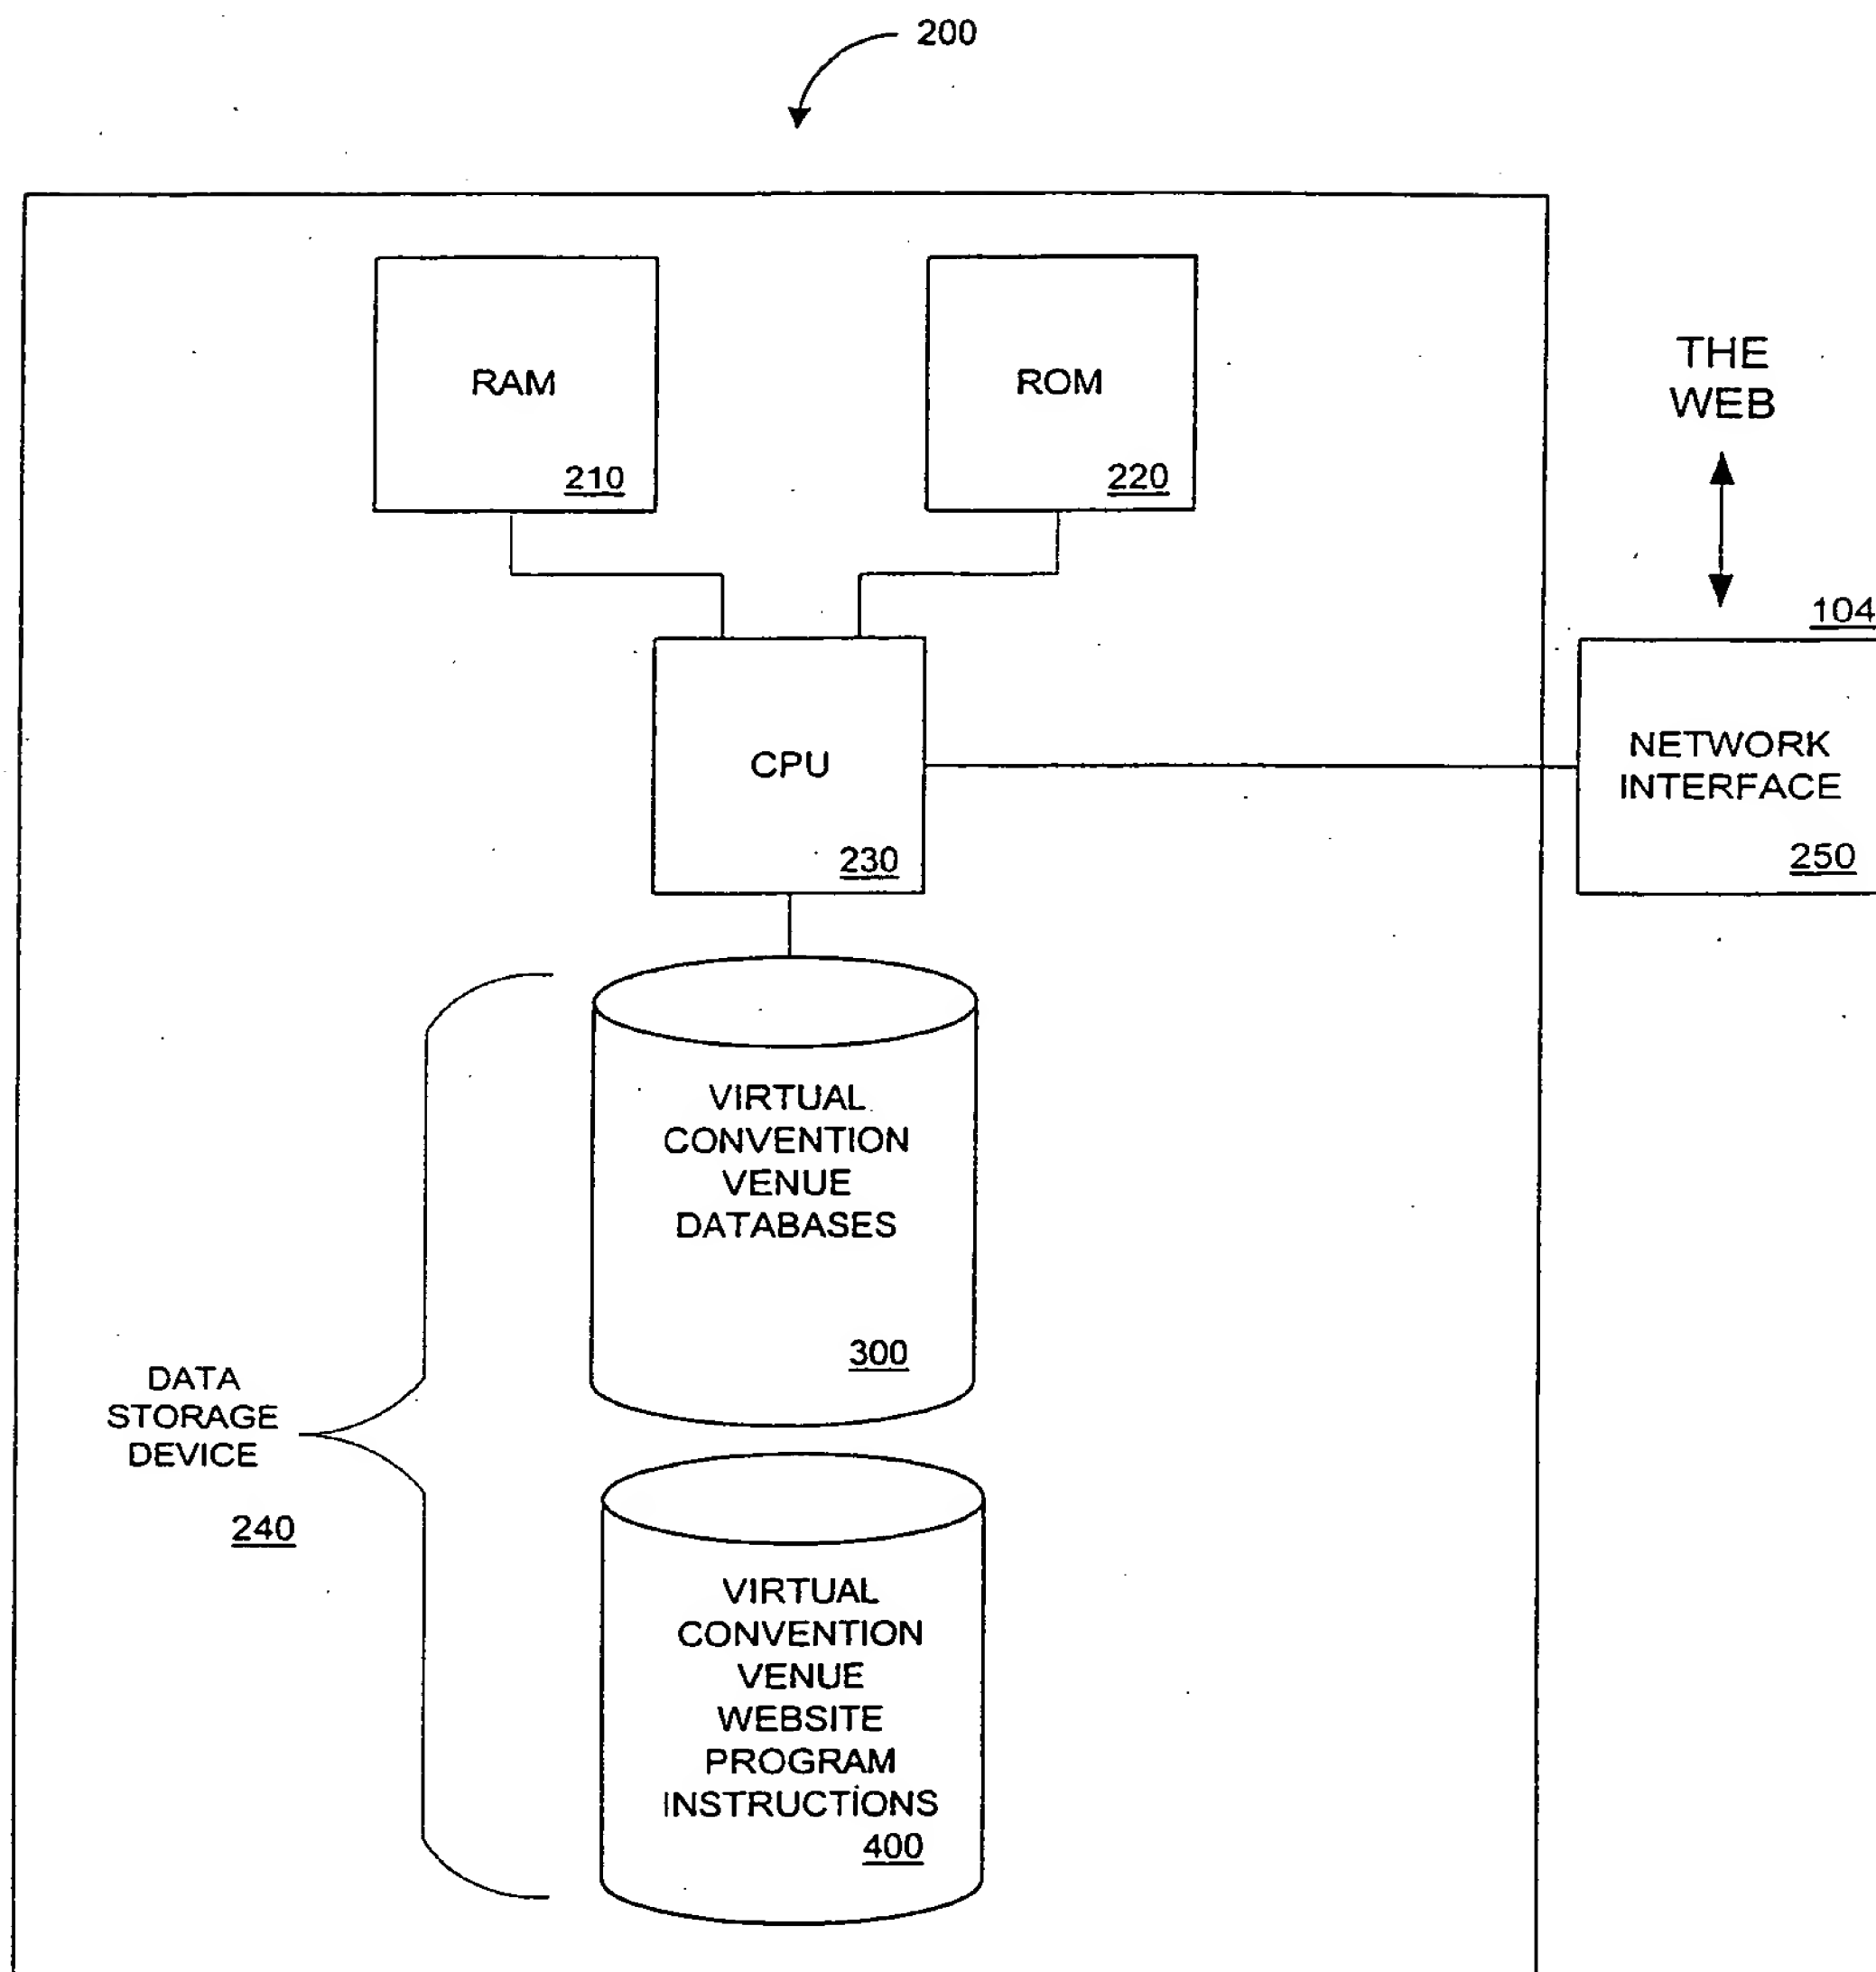 200
RAM
210
ROM
220
THE
WEB
104
CPU
230
NETWORK
INTERFACE
250
VIRTUAL
CONVENTION
VENUE
DATABASES
300
DATA
STORAGE
DEVICE
240
VIRTUAL
CONVENTION
VENUE
WEBSITE
PROGRAM
INSTRUCTIONS
400